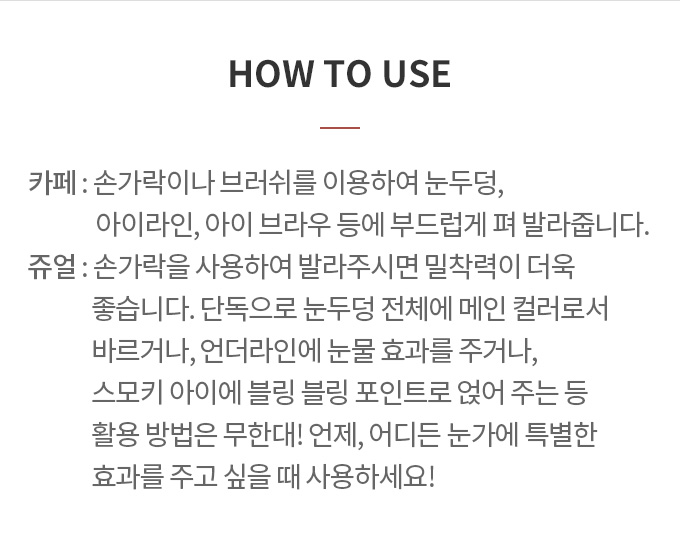 HOW TO USE
카페 : 손가락이나 브러쉬를 이용하여 눈두덩,
아이라인, 아이 브라우 등에 부드럽게 펴 발라줍니다.
쥬얼 : 손가락을 사용하여 발라주시면 밀착력이 더욱
좋습니다. 단독으로 눈두덩 전체에 메인 컬러로서
바르거나, 언더라인에 눈물 효과를 주거나,
스모키 아이에 블링 블링 포인트로 얹어 주는 등
활용 방법은 무한대! 언제, 어디든 눈가에 특별한
효과를 주고 싶을 때 사용하세요!